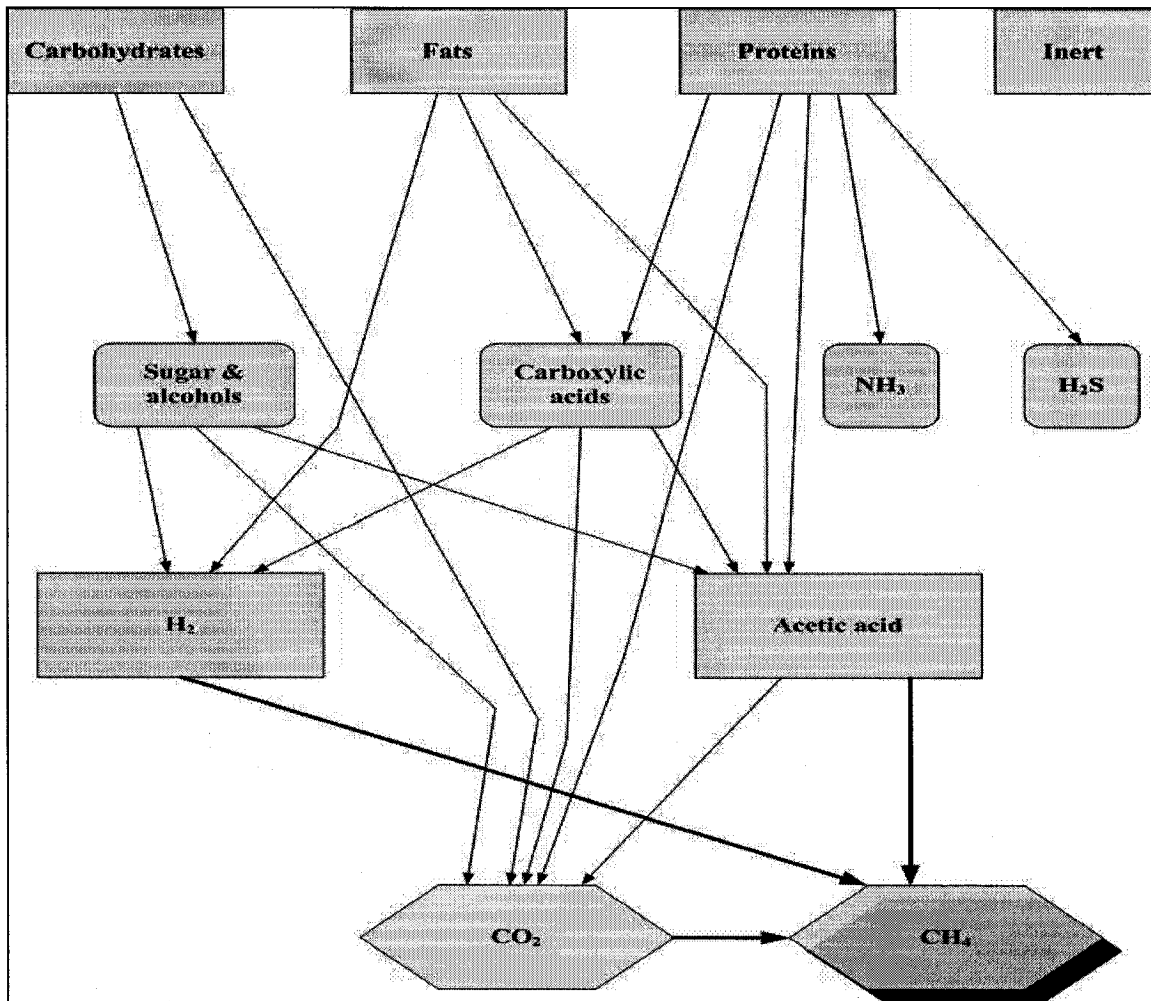 Carbohydrates
Fats
Proteins
Inert
Sugar &
alcohols
Carboxylic
acids
NH₃
H₂S
H₂
Acetic acid
CO₂
CH₄